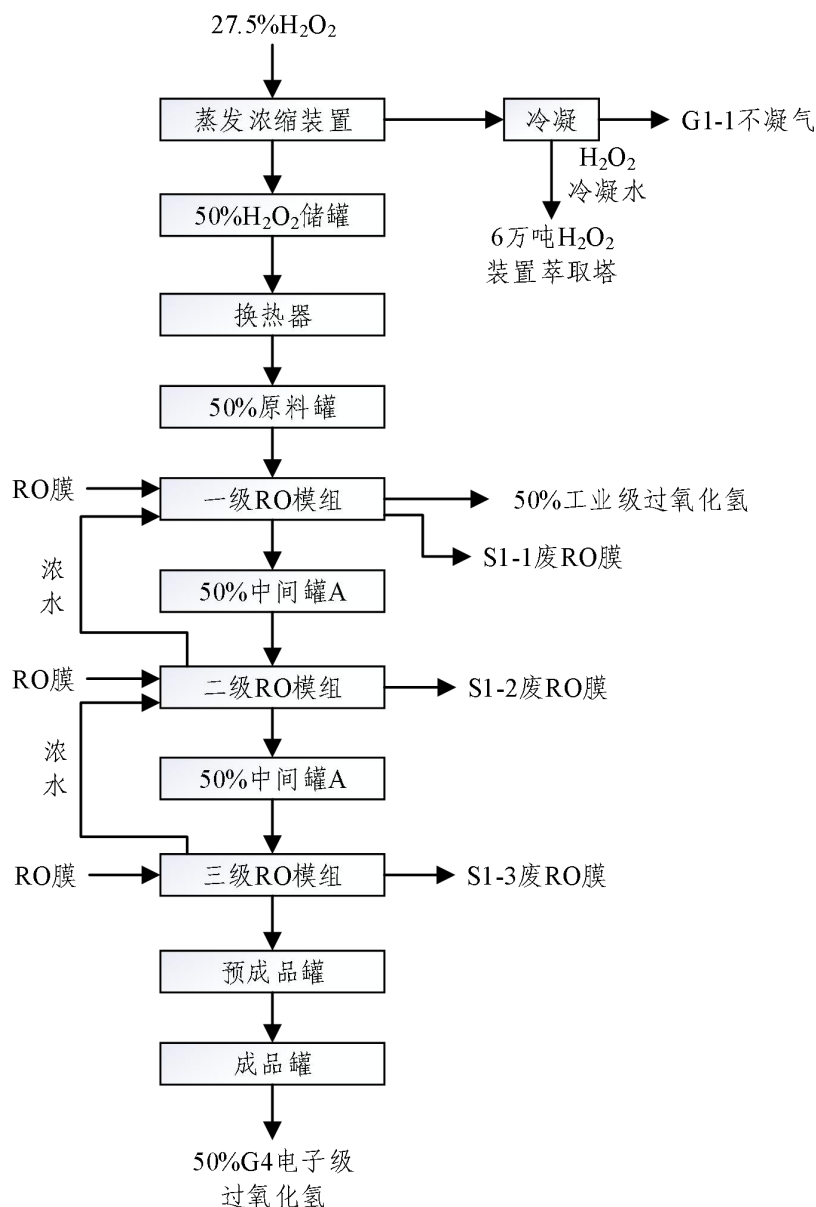 27.5%H₂O₂
蒸发浓缩装置
冷凝
G1-1不凝气
H₂O₂
冷凝水
50%H₂O₂储罐
6万吨H₂O₂
装置萃取塔
换热器
50%原料罐
RO膜
一级RO模组
50%工业级过氧化氢
S1-1废RO膜
浓
水
50%中间罐A
RO膜
二级RO模组
S1-2废RO膜
浓
水
50%中间罐A
RO膜
三级RO模组
S1-3废RO膜
预成品罐
成品罐
50%G4电子级
过氧化氢